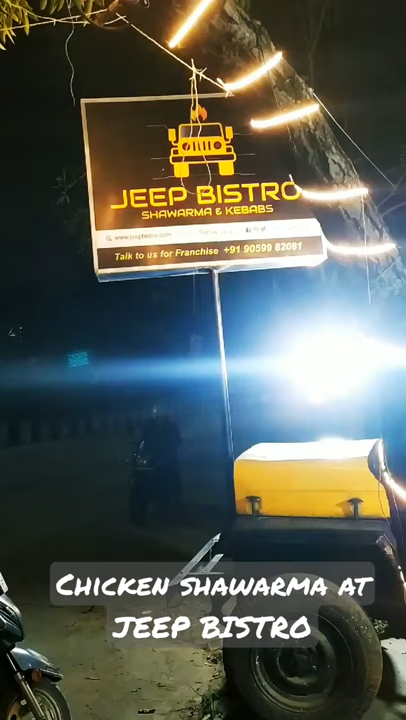 JEEP BISTRO
SHAWARMA & KEBABS
www.jeepbistro.com
Talk to us for Franchise +91 90599 82081
CHICKEN SHAWARMA AT
JEEP BISTRO